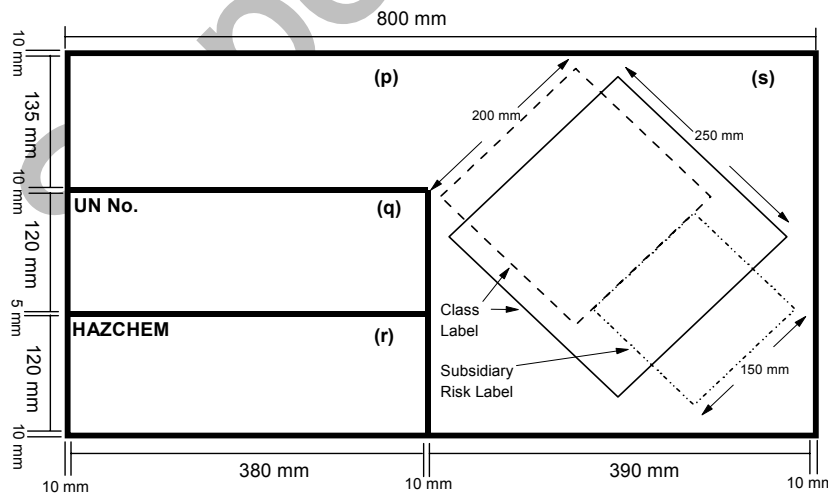 800 mm
10 mm
(p)
(s)
135 mm
200 mm
250 mm
10 mm
UN No.
(q)
120 mm
5 mm
Class
Label
HAZCHEM
(r)
120 mm
Subsidiary
Risk Label
150 mm
10 mm
380 mm
390 mm
10 mm
10 mm
10 mm